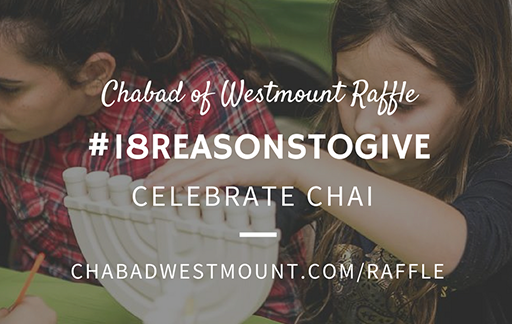 Chabad of Westmount Raffle
#18REASONSTOGIVE
CELEBRATE CHAI
CHABADWESTMOUNT.COM/RAFFLE